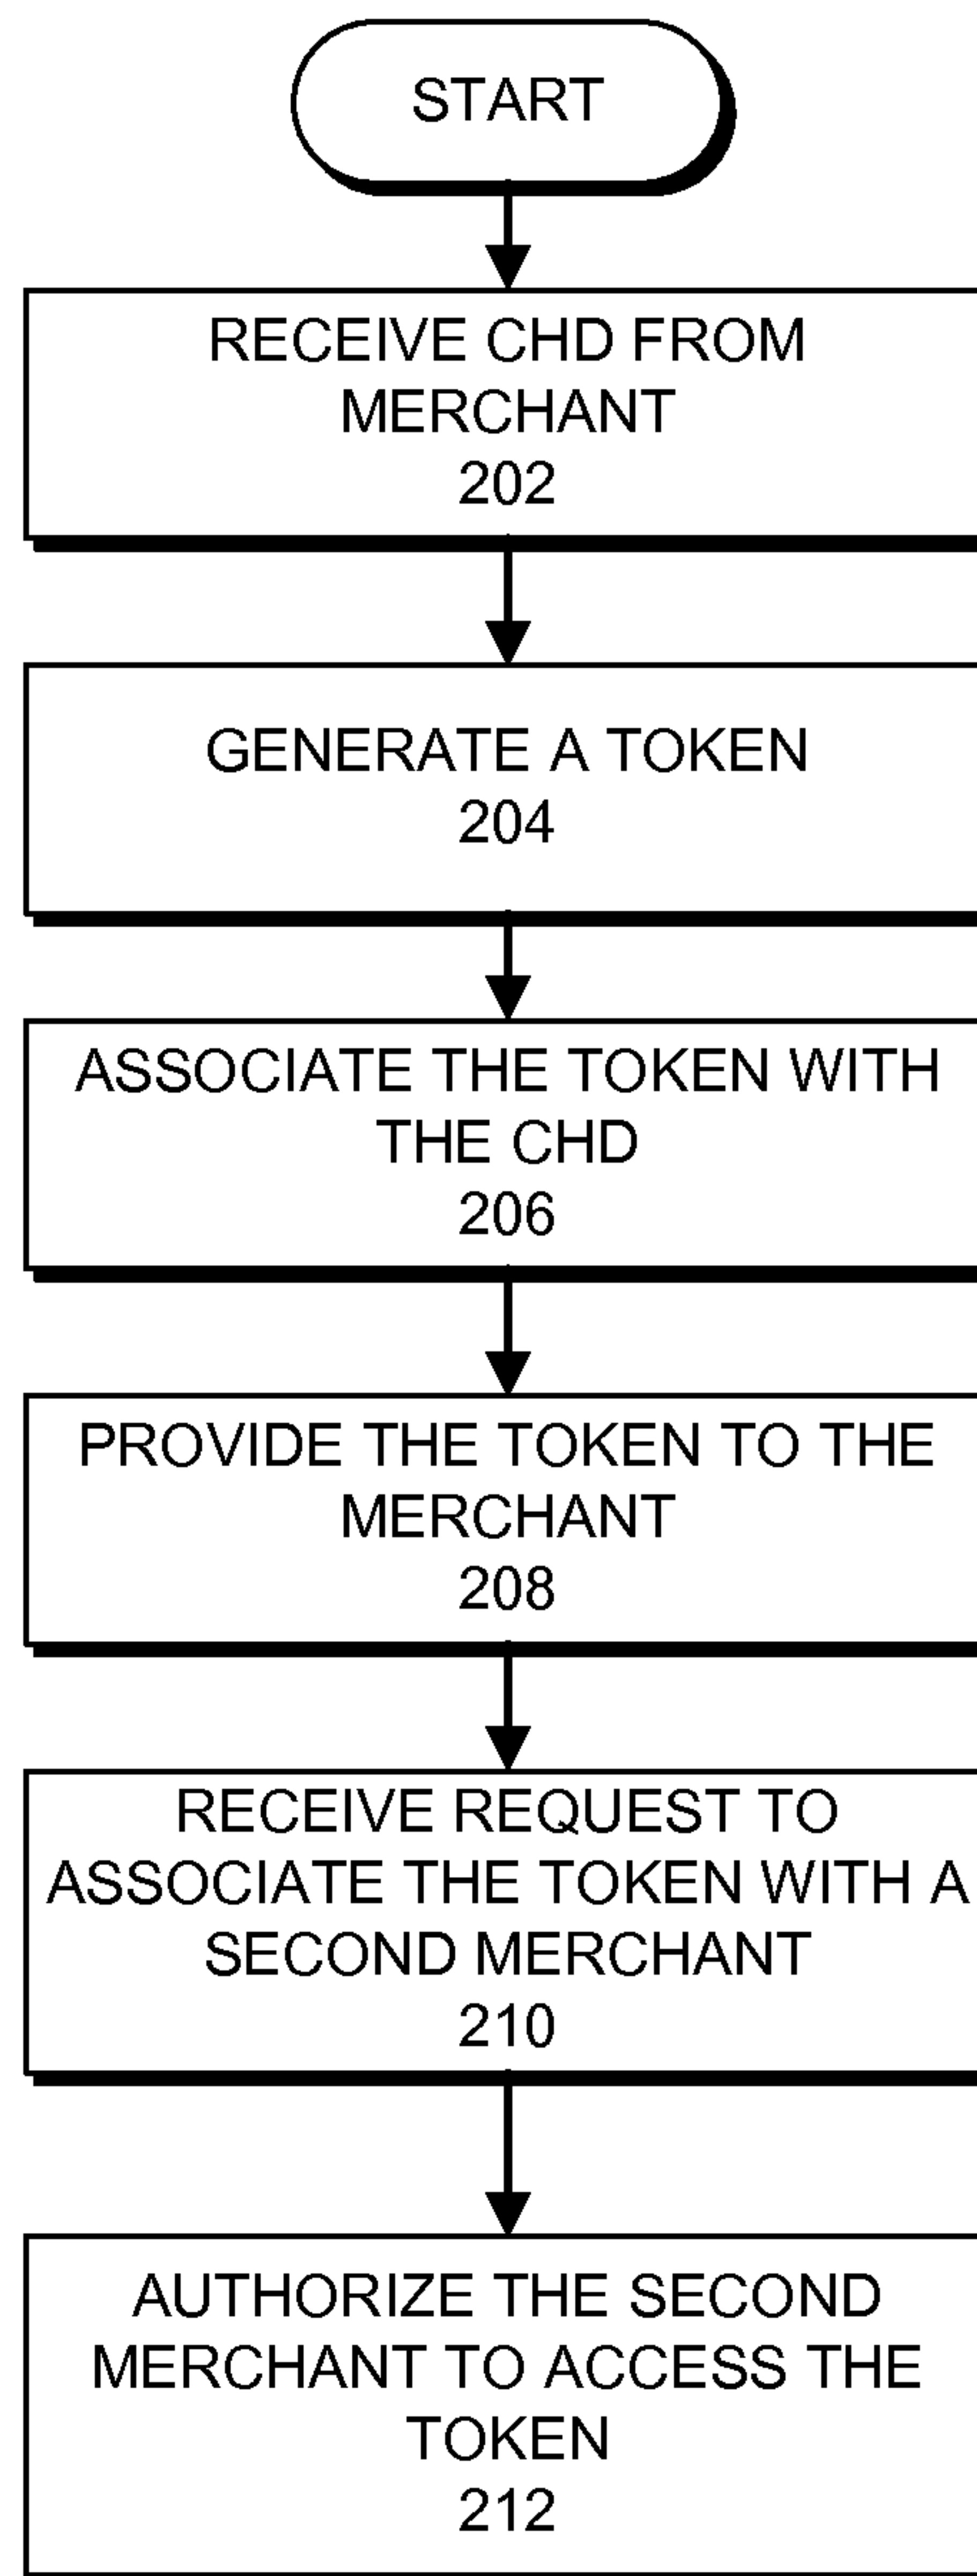 START
RECEIVE CHD FROM
MERCHANT
202
GENERATE A TOKEN
204
ASSOCIATE THE TOKEN WITH
THE CHD
206
PROVIDE THE TOKEN TO THE
MERCHANT
208
RECEIVE REQUEST TO
ASSOCIATE THE TOKEN WITH A
SECOND MERCHANT
210
AUTHORIZE THE SECOND
MERCHANT TO ACCESS THE
TOKEN
212